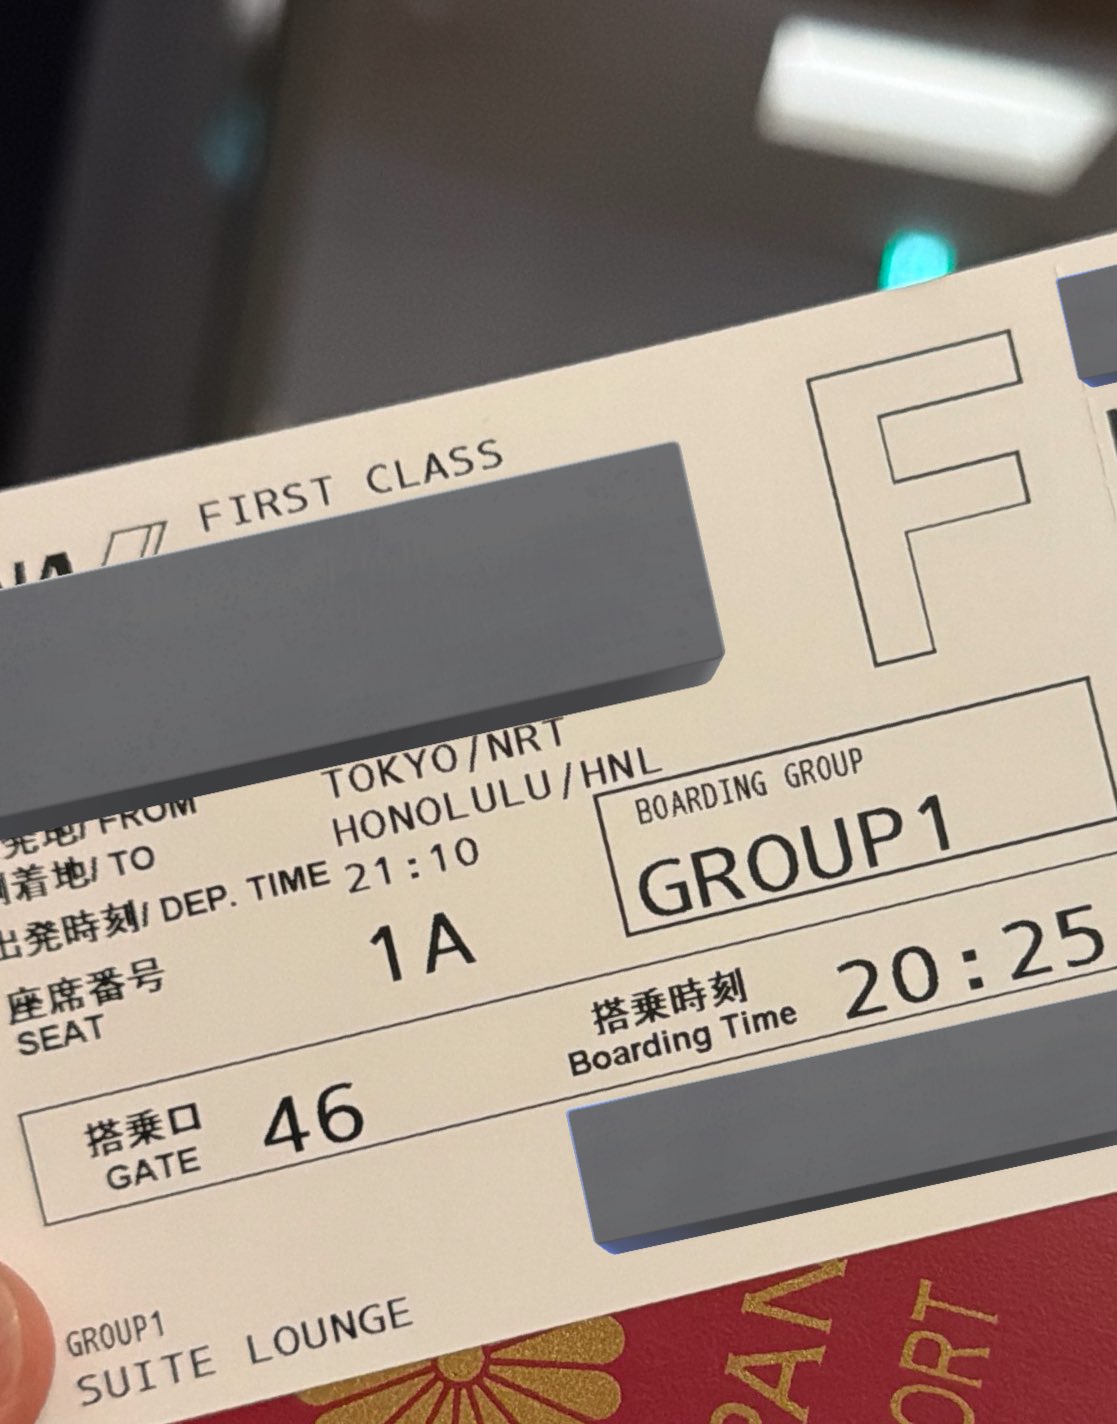 FIRST CLASS
F
TOKYO/NRT
/FROM
HONOLULU/HNL
着地/TO
出発時刻/DEP. TIME 21:10
BOARDING GROUP
GROUP1
座席番号
SEAT
1A
搭乗時刻
Boarding Time
20:25
搭乗口
GATE
46
GROUP1
SUITE LOUNGE